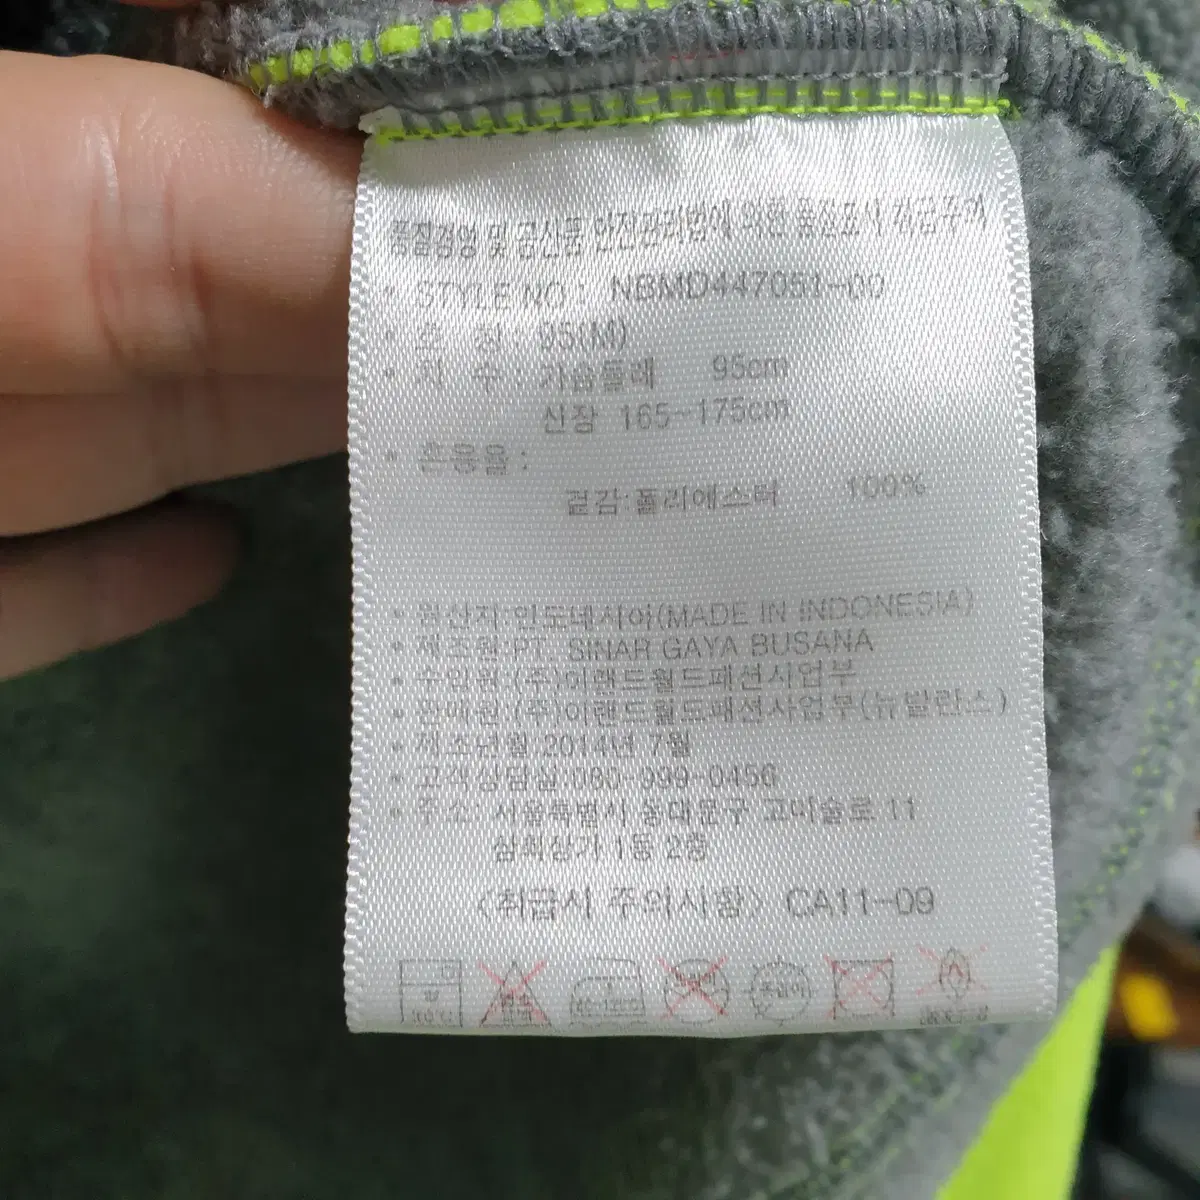 품질경영 및 공산품 안전관리법에 의한 품질표시 취급주의
• STYLE NO : NBMD447051-00
• 호 칭 : 95(M)
• 치 수 : 가슴둘레 95cm
신장 165~175cm
• 혼용율 :
겉감:폴리에스터 100%
• 원산지:인도네시아(MADE IN INDONESIA)
• 제조원:PT. SINAR GAYA BUSANA
• 수입원:(주)이랜드월드패션사업부
• 판매원:(주)이랜드월드패션사업부(뉴발란스)
• 제조년월:2014년 7월
• 고객상담실:080-999-0456
• 주소 서울특별시 동대문구 고미술로 11
삼희상가 1동 2층
<취급시 주의사항> CA11-09